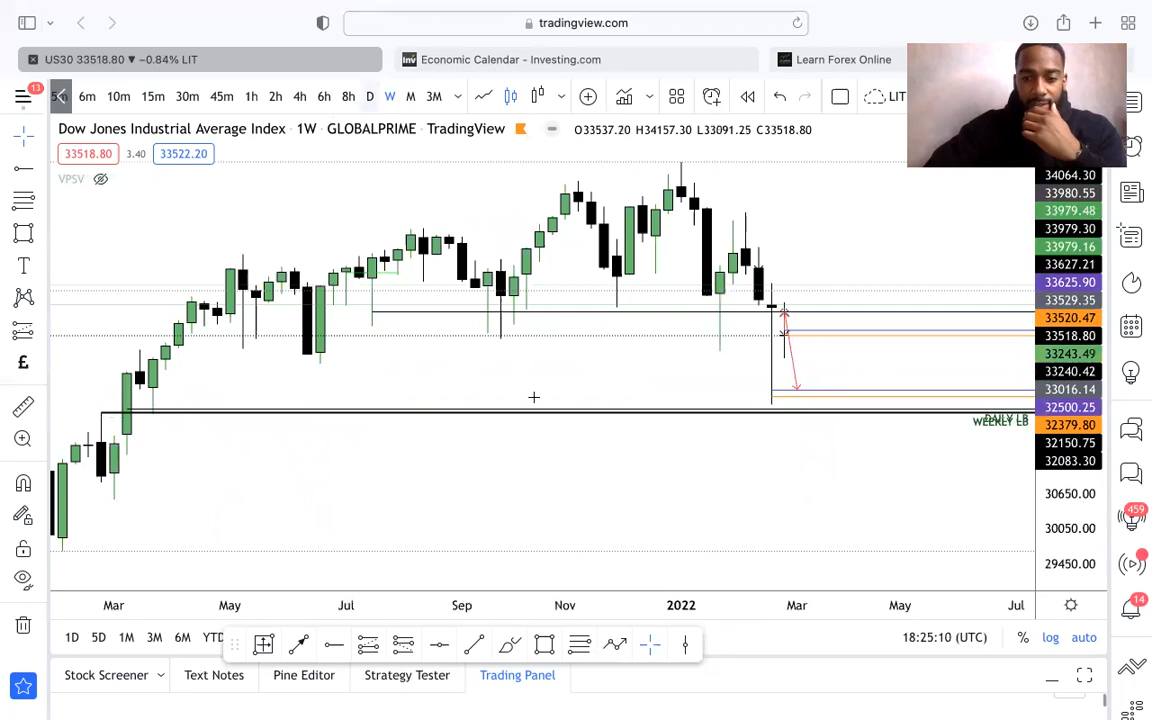 tradingview.com
US30 33518.80 ▼ −0.84% LIT
Inv Economic Calendar - Investing.com
Learn Forex Online
13
6m 10m 15m 30m 45m 1h 2h 4h 6h 8h D W M 3M
LIT
Dow Jones Industrial Average Index · 1W · GLOBALPRIME · TradingView O33537.20 H34157.30 L33091.25 C33518.80
33518.80 3.40 33522.20
VPSV
34064.30
33980.55
33979.48
33979.30
33979.16
33627.21
33625.90
33529.35
33520.47
33518.80
33243.49
33240.42
33016.14
32500.25
32379.80
32150.75
32083.30
30650.00
30050.00
29450.00
DAILY LB
WEEKLY LB
459
14
Mar May Jul Sep Nov 2022 Mar May Jul
1D 5D 1M 3M 6M YTD
18:25:10 (UTC) % log auto
Stock Screener Text Notes Pine Editor Strategy Tester Trading Panel